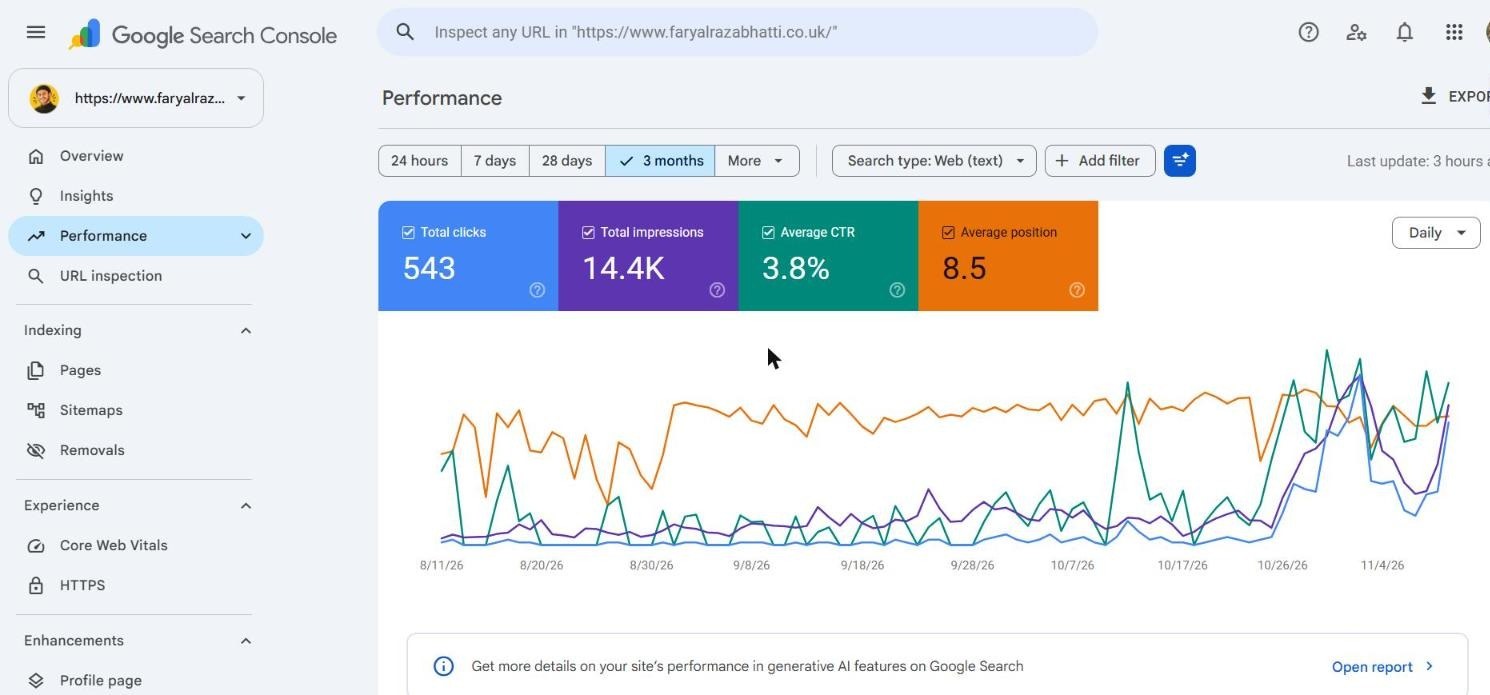 Google Search Console
Inspect any URL in "https://www.faryalrazabhatti.co.uk/"
https://www.faryalraz...
Overview
Insights
Performance
URL inspection
Indexing
Pages
Sitemaps
Removals
Experience
Core Web Vitals
HTTPS
Enhancements
Profile page
Performance
EXPOR
24 hours
7 days
28 days
3 months
More
Search type: Web (text)
Add filter
Last update: 3 hours a
Total clicks
543
Total impressions
14.4K
Average CTR
3.8%
Average position
8.5
Daily
8/11/26 8/20/26 8/30/26 9/8/26 9/18/26 9/28/26 10/7/26 10/17/26 10/26/26 11/4/26
Get more details on your site's performance in generative AI features on Google Search
Open report